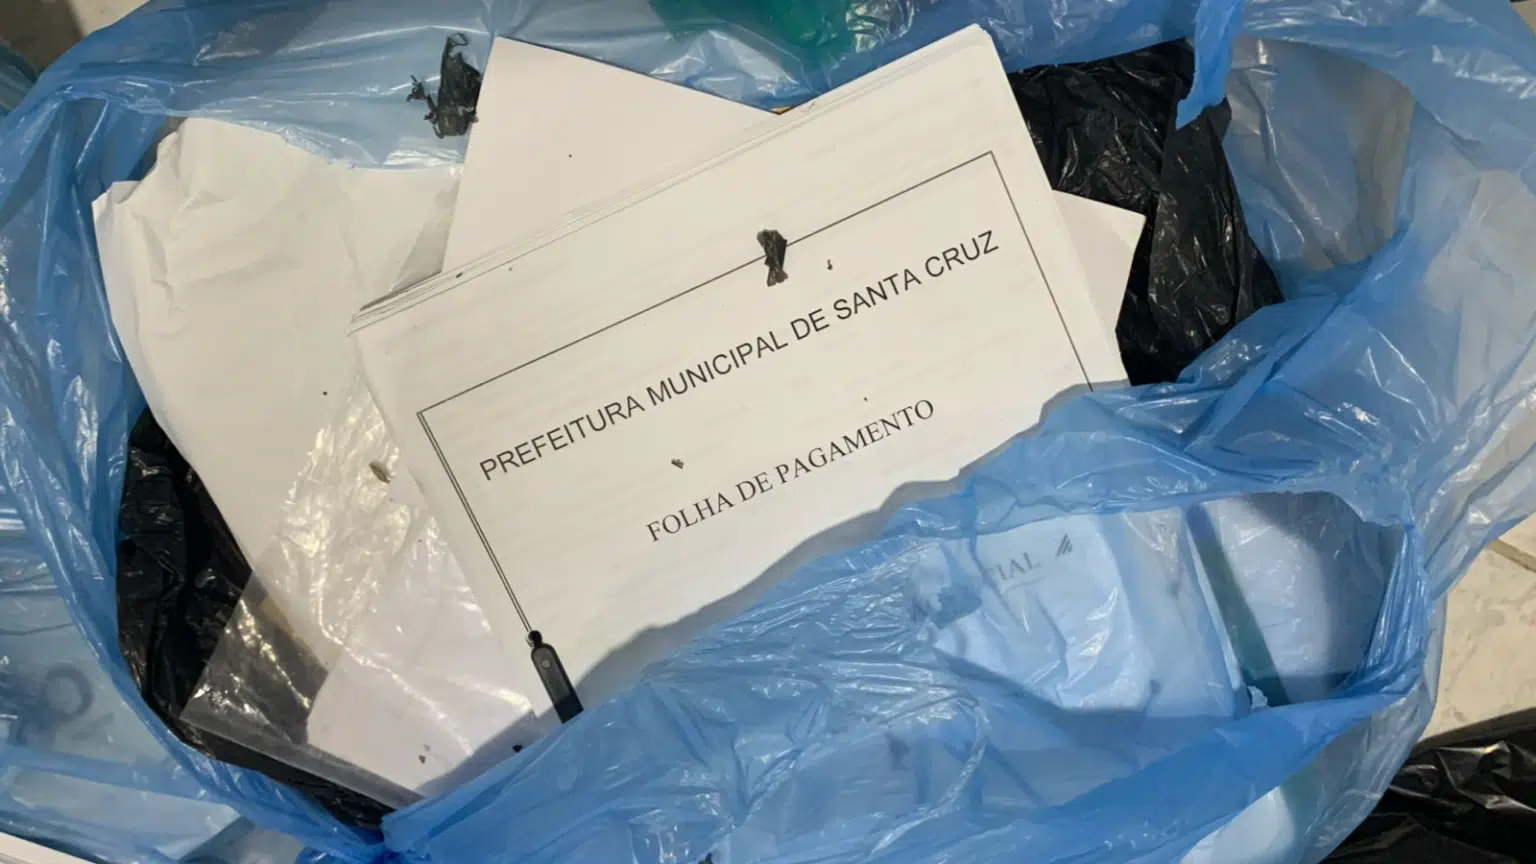 PREFEITURA MUNICIPAL DE SANTA CRUZ
FOLHA DE PAGAMENTO